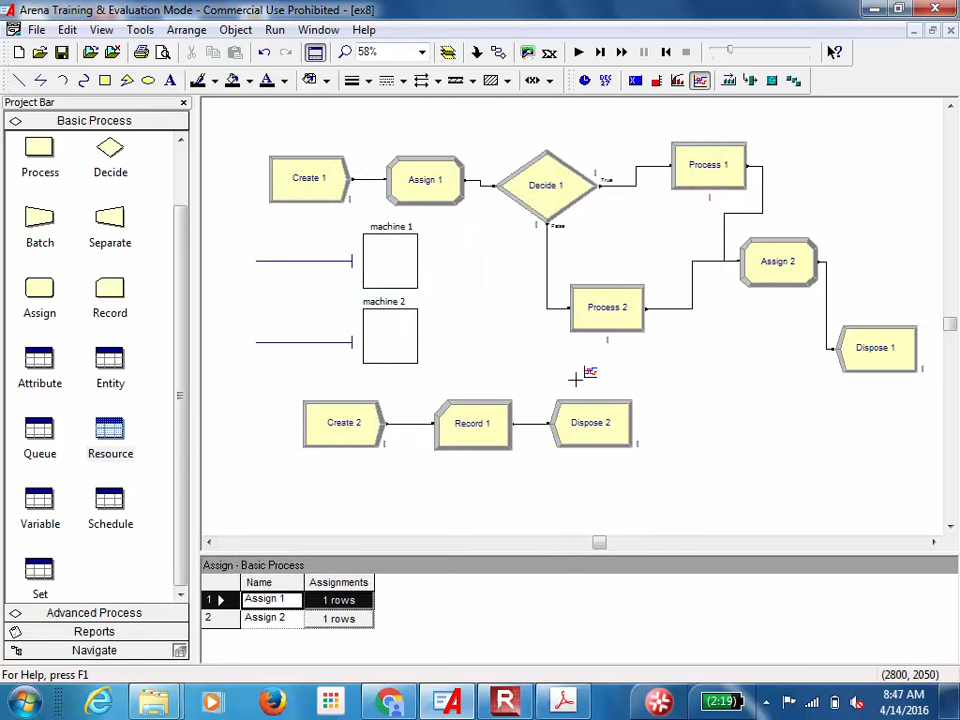 Arena Training & Evaluation Mode - Commercial Use Prohibited - [ex8]
File Edit View Tools Arrange Object Run Window Help
58%
Project Bar
Basic Process
Process
Decide
Batch
Separate
Assign
Record
Attribute
Entity
Queue
Resource
Variable
Schedule
Set
Advanced Process
Reports
Navigate
Create 1
Assign 1
Decide 1
True
False
Process 1
machine 1
Assign 2
machine 2
Process 2
Dispose 1
Create 2
Record 1
Dispose 2
Assign - Basic Process
Name Assignments
1 Assign 1 1 rows
2 Assign 2 1 rows
For Help, press F1
(2800, 2050)
(2:19)
8:47 AM
4/14/2016